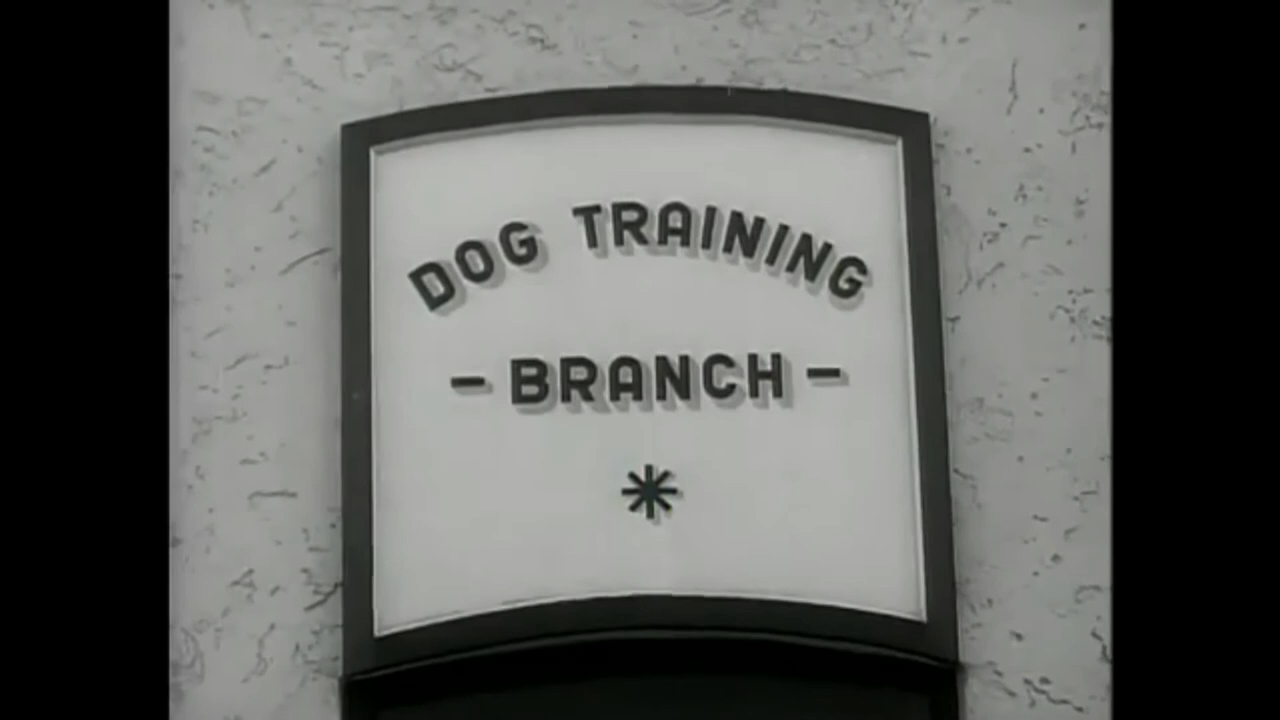 DOG TRAINING
- BRANCH -
*